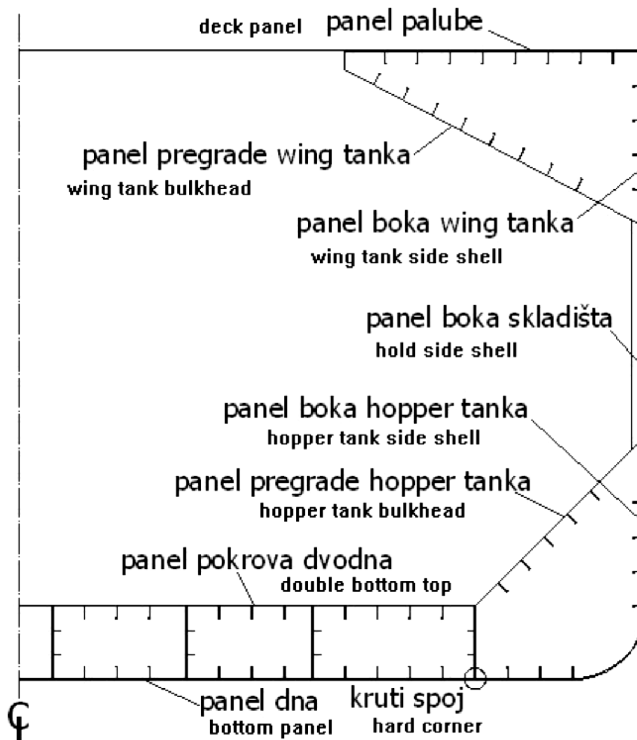 deck panel panel palube
panel pregrade wing tanka
wing tank bulkhead
panel boka wing tanka
wing tank side shell
panel boka skladišta
hold side shell
panel boka hopper tanka
hopper tank side shell
panel pregrade hopper tanka
hopper tank bulkhead
panel pokrova dvodna
double bottom top
panel dna
bottom panel
kruti spoj
hard corner
℄